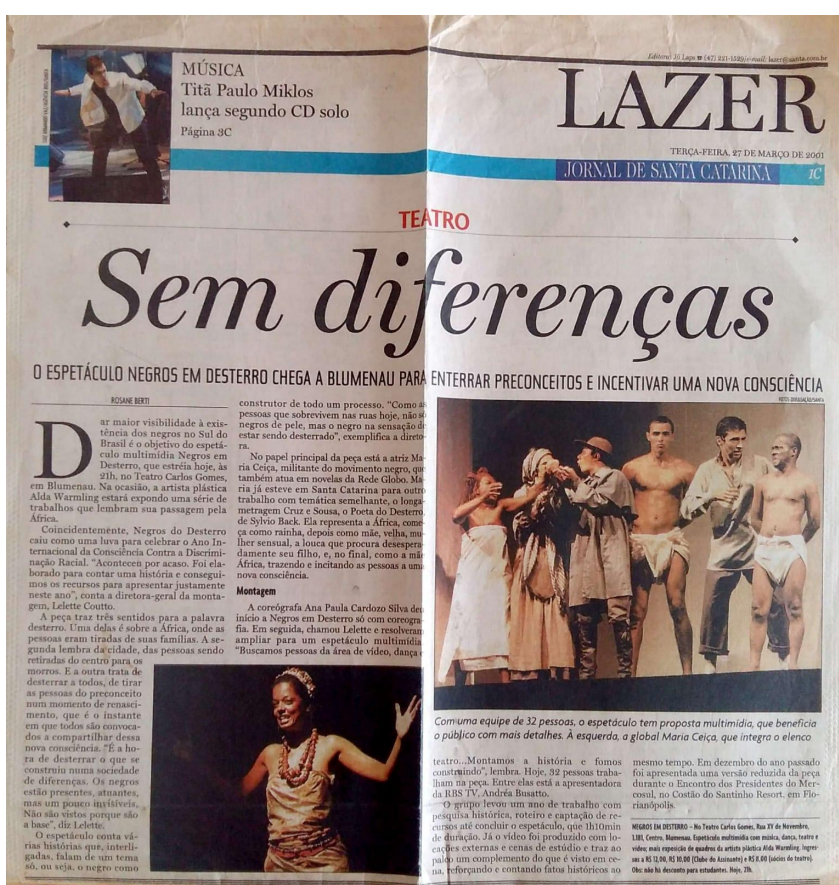 MÚSICA
Titã Paulo Miklos
lança segundo CD solo
Página 3C
Editora: Jô Laps ☎ (47) 221-1529/e-mail: lazer@santa.com.br
LAZER
TERÇA-FEIRA, 27 DE MARÇO DE 2001
JORNAL DE SANTA CATARINA 1C
TEATRO
Sem diferenças
O ESPETÁCULO NEGROS EM DESTERRO CHEGA A BLUMENAU PARA ENTERRAR PRECONCEITOS E INCENTIVAR UMA NOVA CONSCIÊNCIA
ROSANE BERTI
Dar maior visibilidade à exis-
tência dos negros no Sul do
Brasil é o objetivo do espetá-
culo multimídia Negros em
Desterro, que estréia hoje, às
21h, no Teatro Carlos Gomes,
em Blumenau. Na ocasião, a artista plástica
Alda Warmling estará expondo uma série de
trabalhos que lembram sua passagem pela
África.
Coincidentemente, Negros do Desterro
caiu como uma luva para celebrar o Ano In-
ternacional da Consciência Contra a Discrimi-
nação Racial. "Acontecen por acaso. Foi ela-
borado para contar uma história e consegui-
mos os recursos para apresentar justamente
neste ano", conta a diretora-geral da monta-
gem, Lelette Coutto.
A peça traz três sentidos para a palavra
desterro. Uma delas é sobre a África, onde as
pessoas eram tiradas de suas famílias. A se-
gunda lembra da cidade, das pessoas sendo
retiradas do centro para os
morros. E a outra trata de
desterrar a todos, de tirar
as pessoas do preconceito
num momento de renasci-
mento, que é o instante
em que todos são convoca-
dos a compartilhar dessa
nova consciência. "É a ho-
ra de desterrar o que se
construiu numa sociedade
de diferenças. Os negros
estão presentes, atuantes,
mas um pouco invisíveis.
Não são vistos porque são
a base", diz Lelette.
O espetáculo conta vá-
rias histórias que, interli-
gadas, falam de um tema
só, ou seja, o negro como
construtor de todo um processo. "Como as
pessoas que sobrevivem nas ruas hoje, não só
negros de pele, mas o negro na sensação de
estar sendo desterrado", exemplifica a direto-
ra.
No papel principal da peça está a atriz Ma-
ria Ceiça, militante do movimento negro, que
também atua em novelas da Rede Globo. Ma-
ria já esteve em Santa Catarina para outro
trabalho com temática semelhante, o longa-
metragem Cruz e Sousa, o Poeta do Desterro,
de Sylvio Back. Ela representa a África, come-
ça como rainha, depois como mãe, velha, mu-
lher sensual, a louca que procura desespera-
damente seu filho, e, no final, como a mãe
África, trazendo e incitando as pessoas a uma
nova consciência.
Montagem
A coreógrafa Ana Paula Cardozo Silva deu
início a Negros em Desterro só com coreogra-
fia. Em seguida, chamou Lelette e resolveram
ampliar para um espetáculo multimídia.
"Buscamos pessoas da área de vídeo, dança e
FOTOS: DIVULGAÇÃO/SANTA
Com uma equipe de 32 pessoas, o espetáculo tem proposta multimídia, que beneficia
o público com mais detalhes. À esquerda, a global Maria Ceiça, que integra o elenco
teatro...Montamos a história e fomos
construindo", lembra. Hoje, 32 pessoas traba-
lham na peça. Entre elas está a apresentadora
da RBS TV, Andréa Busatto.
O grupo levou um ano de trabalho com
pesquisa histórica, roteiro e captação de re-
cursos até concluir o espetáculo, que 1h10min
de duração. Já o vídeo foi produzido com lo-
cações externas e cenas de estúdio e traz ao
palco um complemento do que é visto em ce-
na, reforçando e contando fatos históricos ao
mesmo tempo. Em dezembro do ano passado
foi apresentada uma versão reduzida da peça
durante o Encontro dos Presidentes do Mer-
cosul, no Costão do Santinho Resort, em Flo-
rianópolis.
NEGROS EM DESTERRO - No Teatro Carlos Gomes, Rua XV de Novembro,
1.181, Centro, Blumenau. Espetáculo multimídia com música, dança, teatro e
vídeo; mais exposição de quadros da artista plástica Alda Warmling. Ingres-
sos a R$ 12,00, R$ 10,00 (Clube do Assinante) e R$ 8,00 (sócios do teatro).
Obs: não há desconto para estudantes. Hoje, 21h.